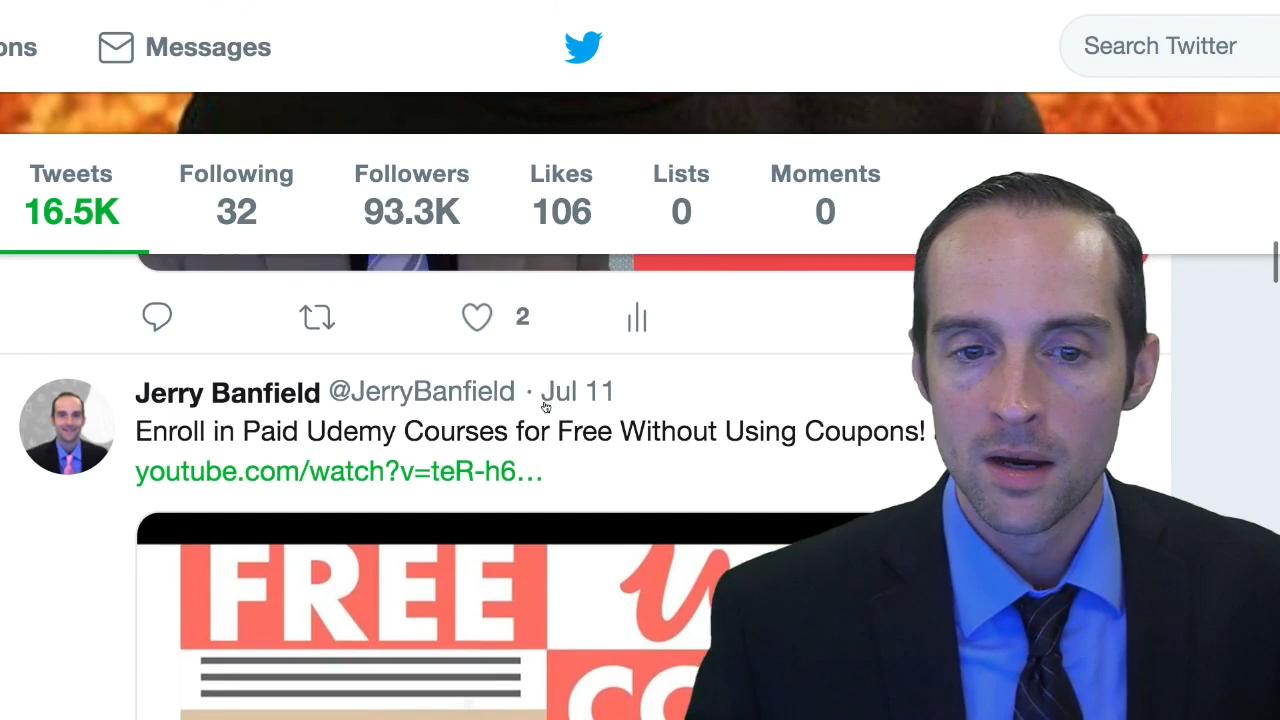 ons Messages Search Twitter
Tweets Following Followers Likes Lists Moments
16.5K 32 93.3K 106 0 0
2
Jerry Banfield @JerryBanfield · Jul 11
Enroll in Paid Udemy Courses for Free Without Using Coupons!
youtube.com/watch?v=teR-h6...
FREE